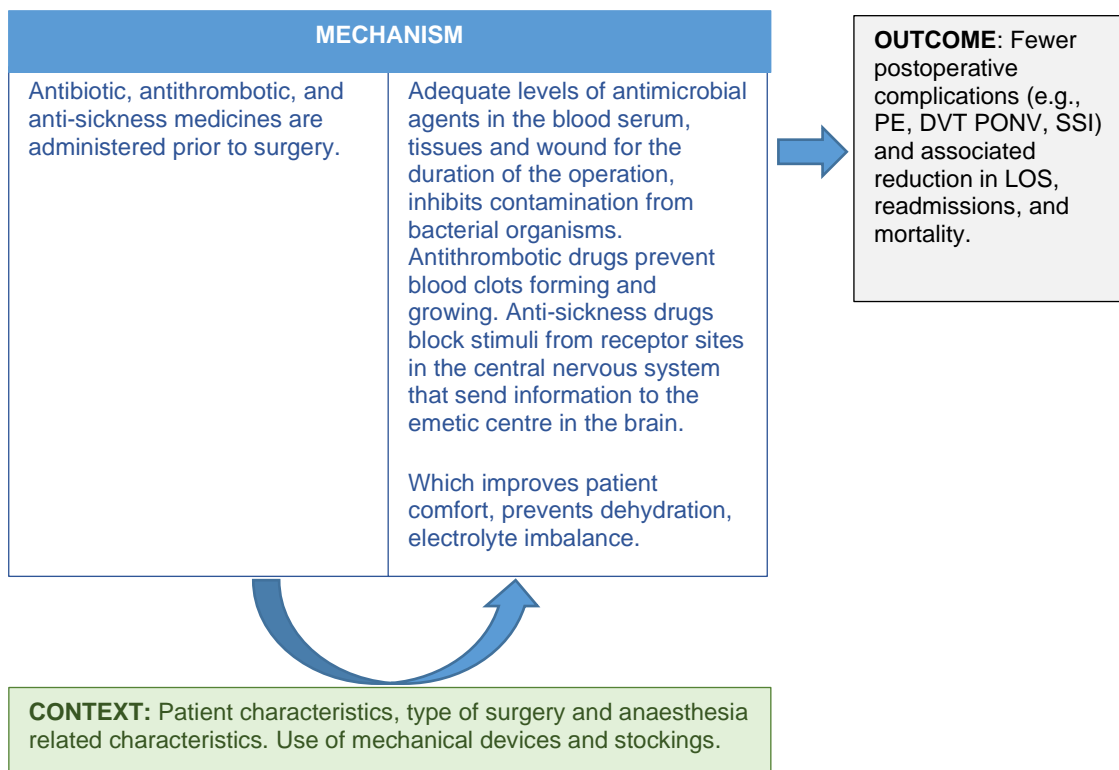 MECHANISM
Antibiotic, antithrombotic, and
anti-sickness medicines are
administered prior to surgery.
Adequate levels of antimicrobial
agents in the blood serum,
tissues and wound for the
duration of the operation,
inhibits contamination from
bacterial organisms.
Antithrombotic drugs prevent
blood clots forming and
growing. Anti-sickness drugs
block stimuli from receptor sites
in the central nervous system
that send information to the
emetic centre in the brain.
Which improves patient
comfort, prevents dehydration,
electrolyte imbalance.
OUTCOME: Fewer
postoperative
complications (e.g.,
PE, DVT PONV, SSI)
and associated
reduction in LOS,
readmissions, and
mortality.
CONTEXT: Patient characteristics, type of surgery and anaesthesia
related characteristics. Use of mechanical devices and stockings.